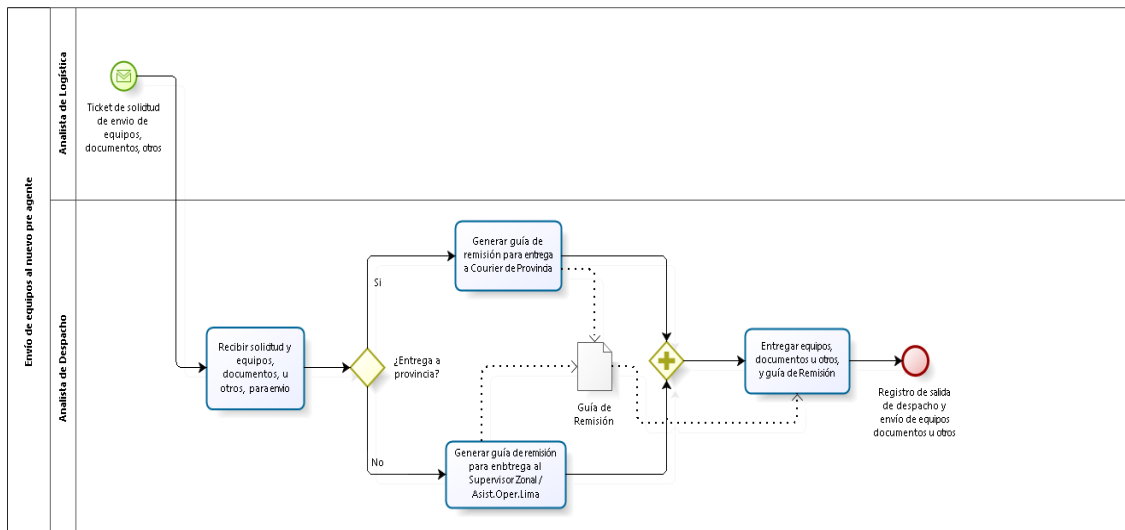 Envío de equipos al nuevo pre agente
Analista de Logística
Ticket de solicitud
de envio de
equipos,
documentos, otros
Analista de Despacho
Recibir solicitud y
equipos,
documentos, u
otros, para envio
¿Entrega a
provincia?
Si
No
Generar guía de
remisión para entrega
a Courier de Provincia
Guía de
Remisión
Generar guía de remisión
para enbtrega al
Supervisor Zonal /
Asist.Oper.Lima
Entregar equipos,
documentos u otros,
y guía de Remisión
Registro de salida
de despacho y
envío de equipos
documentos u otros